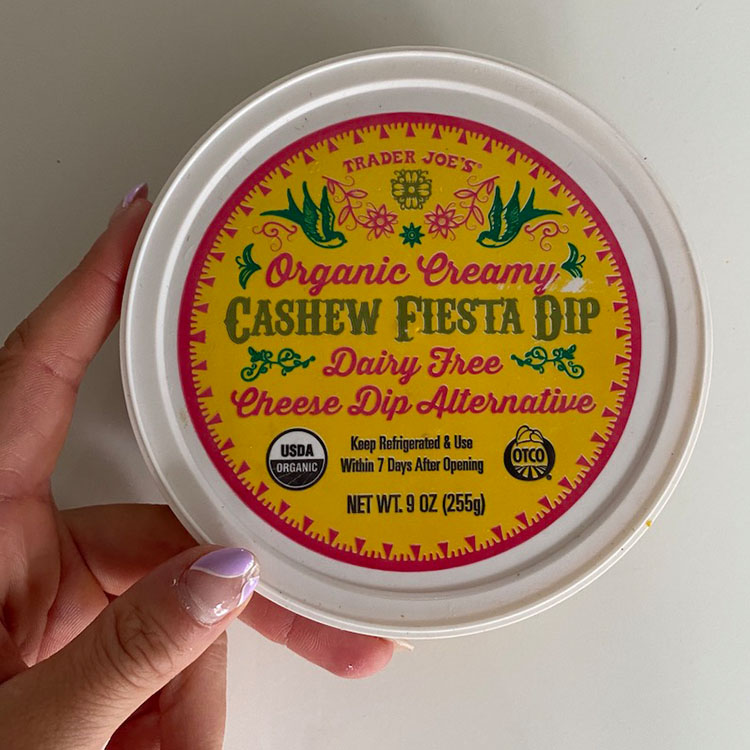 TRADER JOE'S®
Organic Creamy
CASHEW FIESTA DIP
Dairy Free
Cheese Dip Alternative
USDA
ORGANIC
Keep Refrigerated & Use
Within 7 Days After Opening
OTCO
NET WT. 9 OZ (255g)